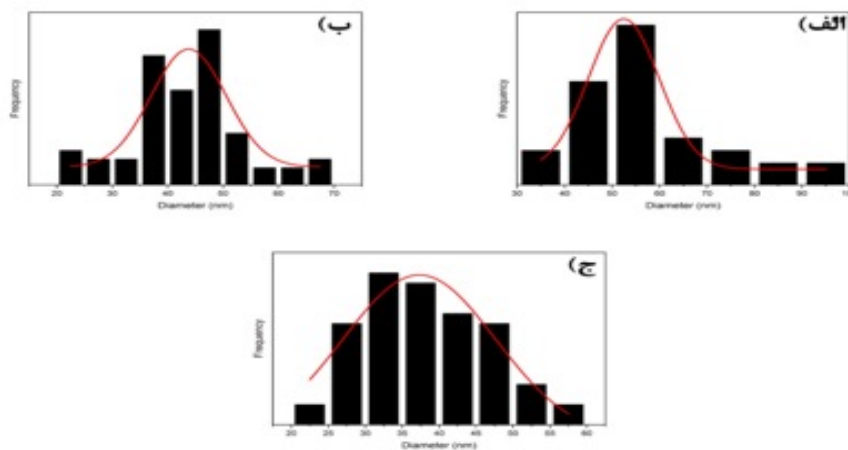 الف)
Frequency
30 40 50 60 70 80 90 100
Diameter (nm)
ب)
Frequency
20 30 40 50 60 70
Diameter (nm)
ج)
Frequency
20 25 30 35 40 45 50 55 60
Diameter (nm)